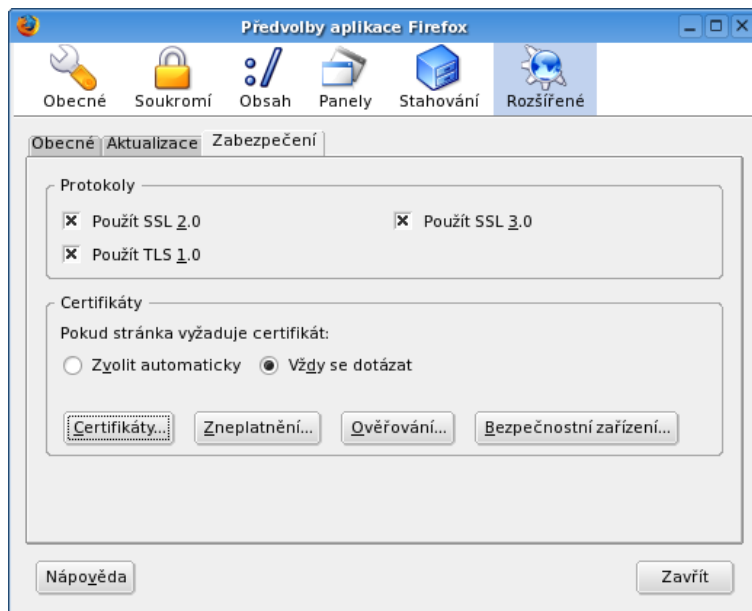 Předvolby aplikace Firefox
Obecné Soukromí Obsah Panely Stahování Rozšířené
Obecné Aktualizace Zabezpečení
Protokoly
Použít SSL 2.0 Použít SSL 3.0
Použít TLS 1.0
Certifikáty
Pokud stránka vyžaduje certifikát:
Zvolit automaticky Vždy se dotázat
Certifikáty... Zneplatnění... Ověřování... Bezpečnostní zařízení...
Nápověda Zavřít